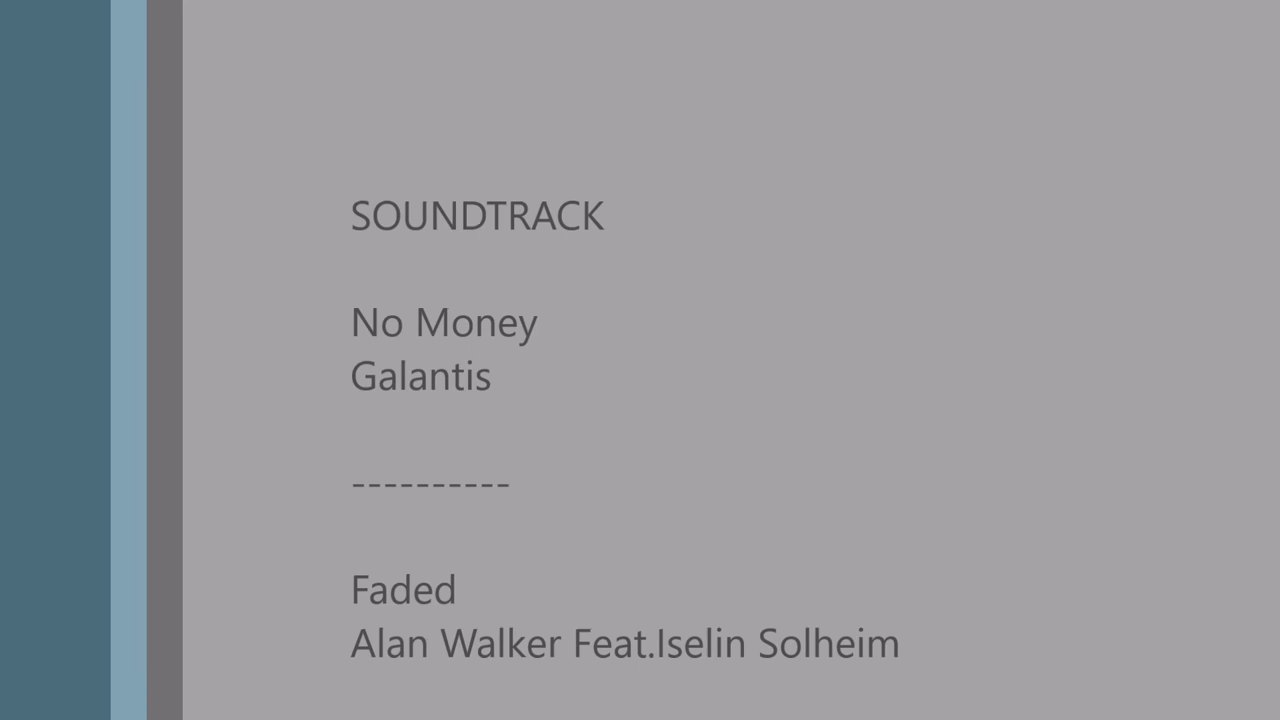 SOUNDTRACK
No Money
Galantis
----------
Faded
Alan Walker Feat.Iselin Solheim